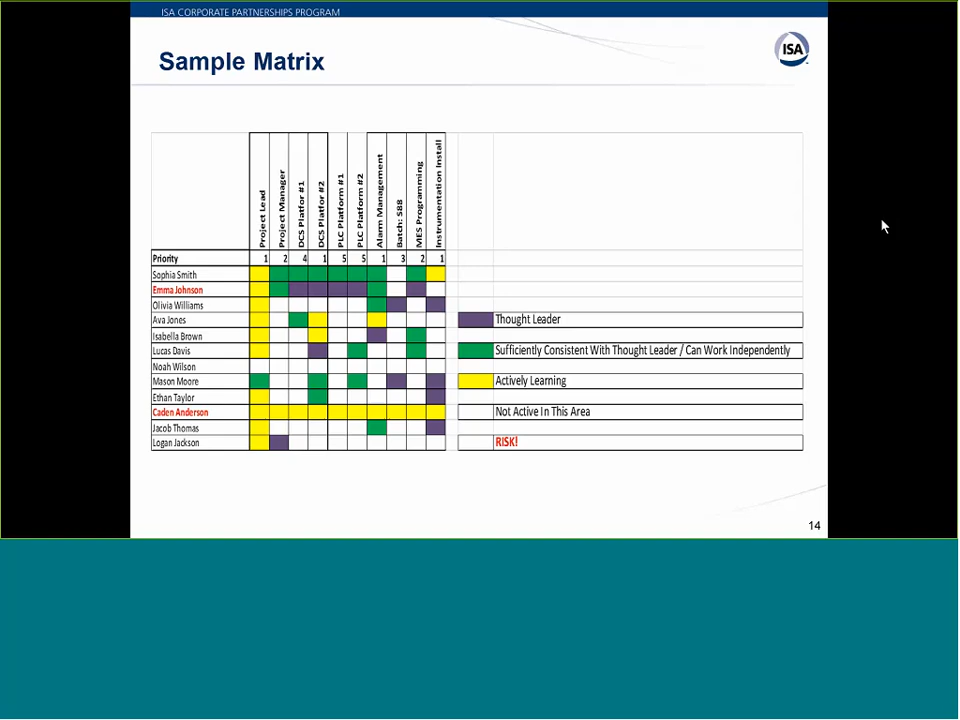 ISA CORPORATE PARTNERSHIPS PROGRAM
Sample Matrix
ISA
Project Lead
Project Manager
DCS Platfor #1
DCS Platfor #2
PLC Platform #1
PLC Platform #2
Alarm Management
Batch: S88
MES Programming
Instrumentation Install
Priority 1 2 4 1 5 5 1 3 2 1
Sophia Smith
Emma Johnson
Olivia Williams
Ava Jones
Thought Leader
Isabella Brown
Lucas Davis
Sufficiently Consistent With Thought Leader / Can Work Independently
Noah Wilson
Mason Moore
Actively Learning
Ethan Taylor
Caden Anderson
Not Active In This Area
Jacob Thomas
Logan Jackson
RISK!
14